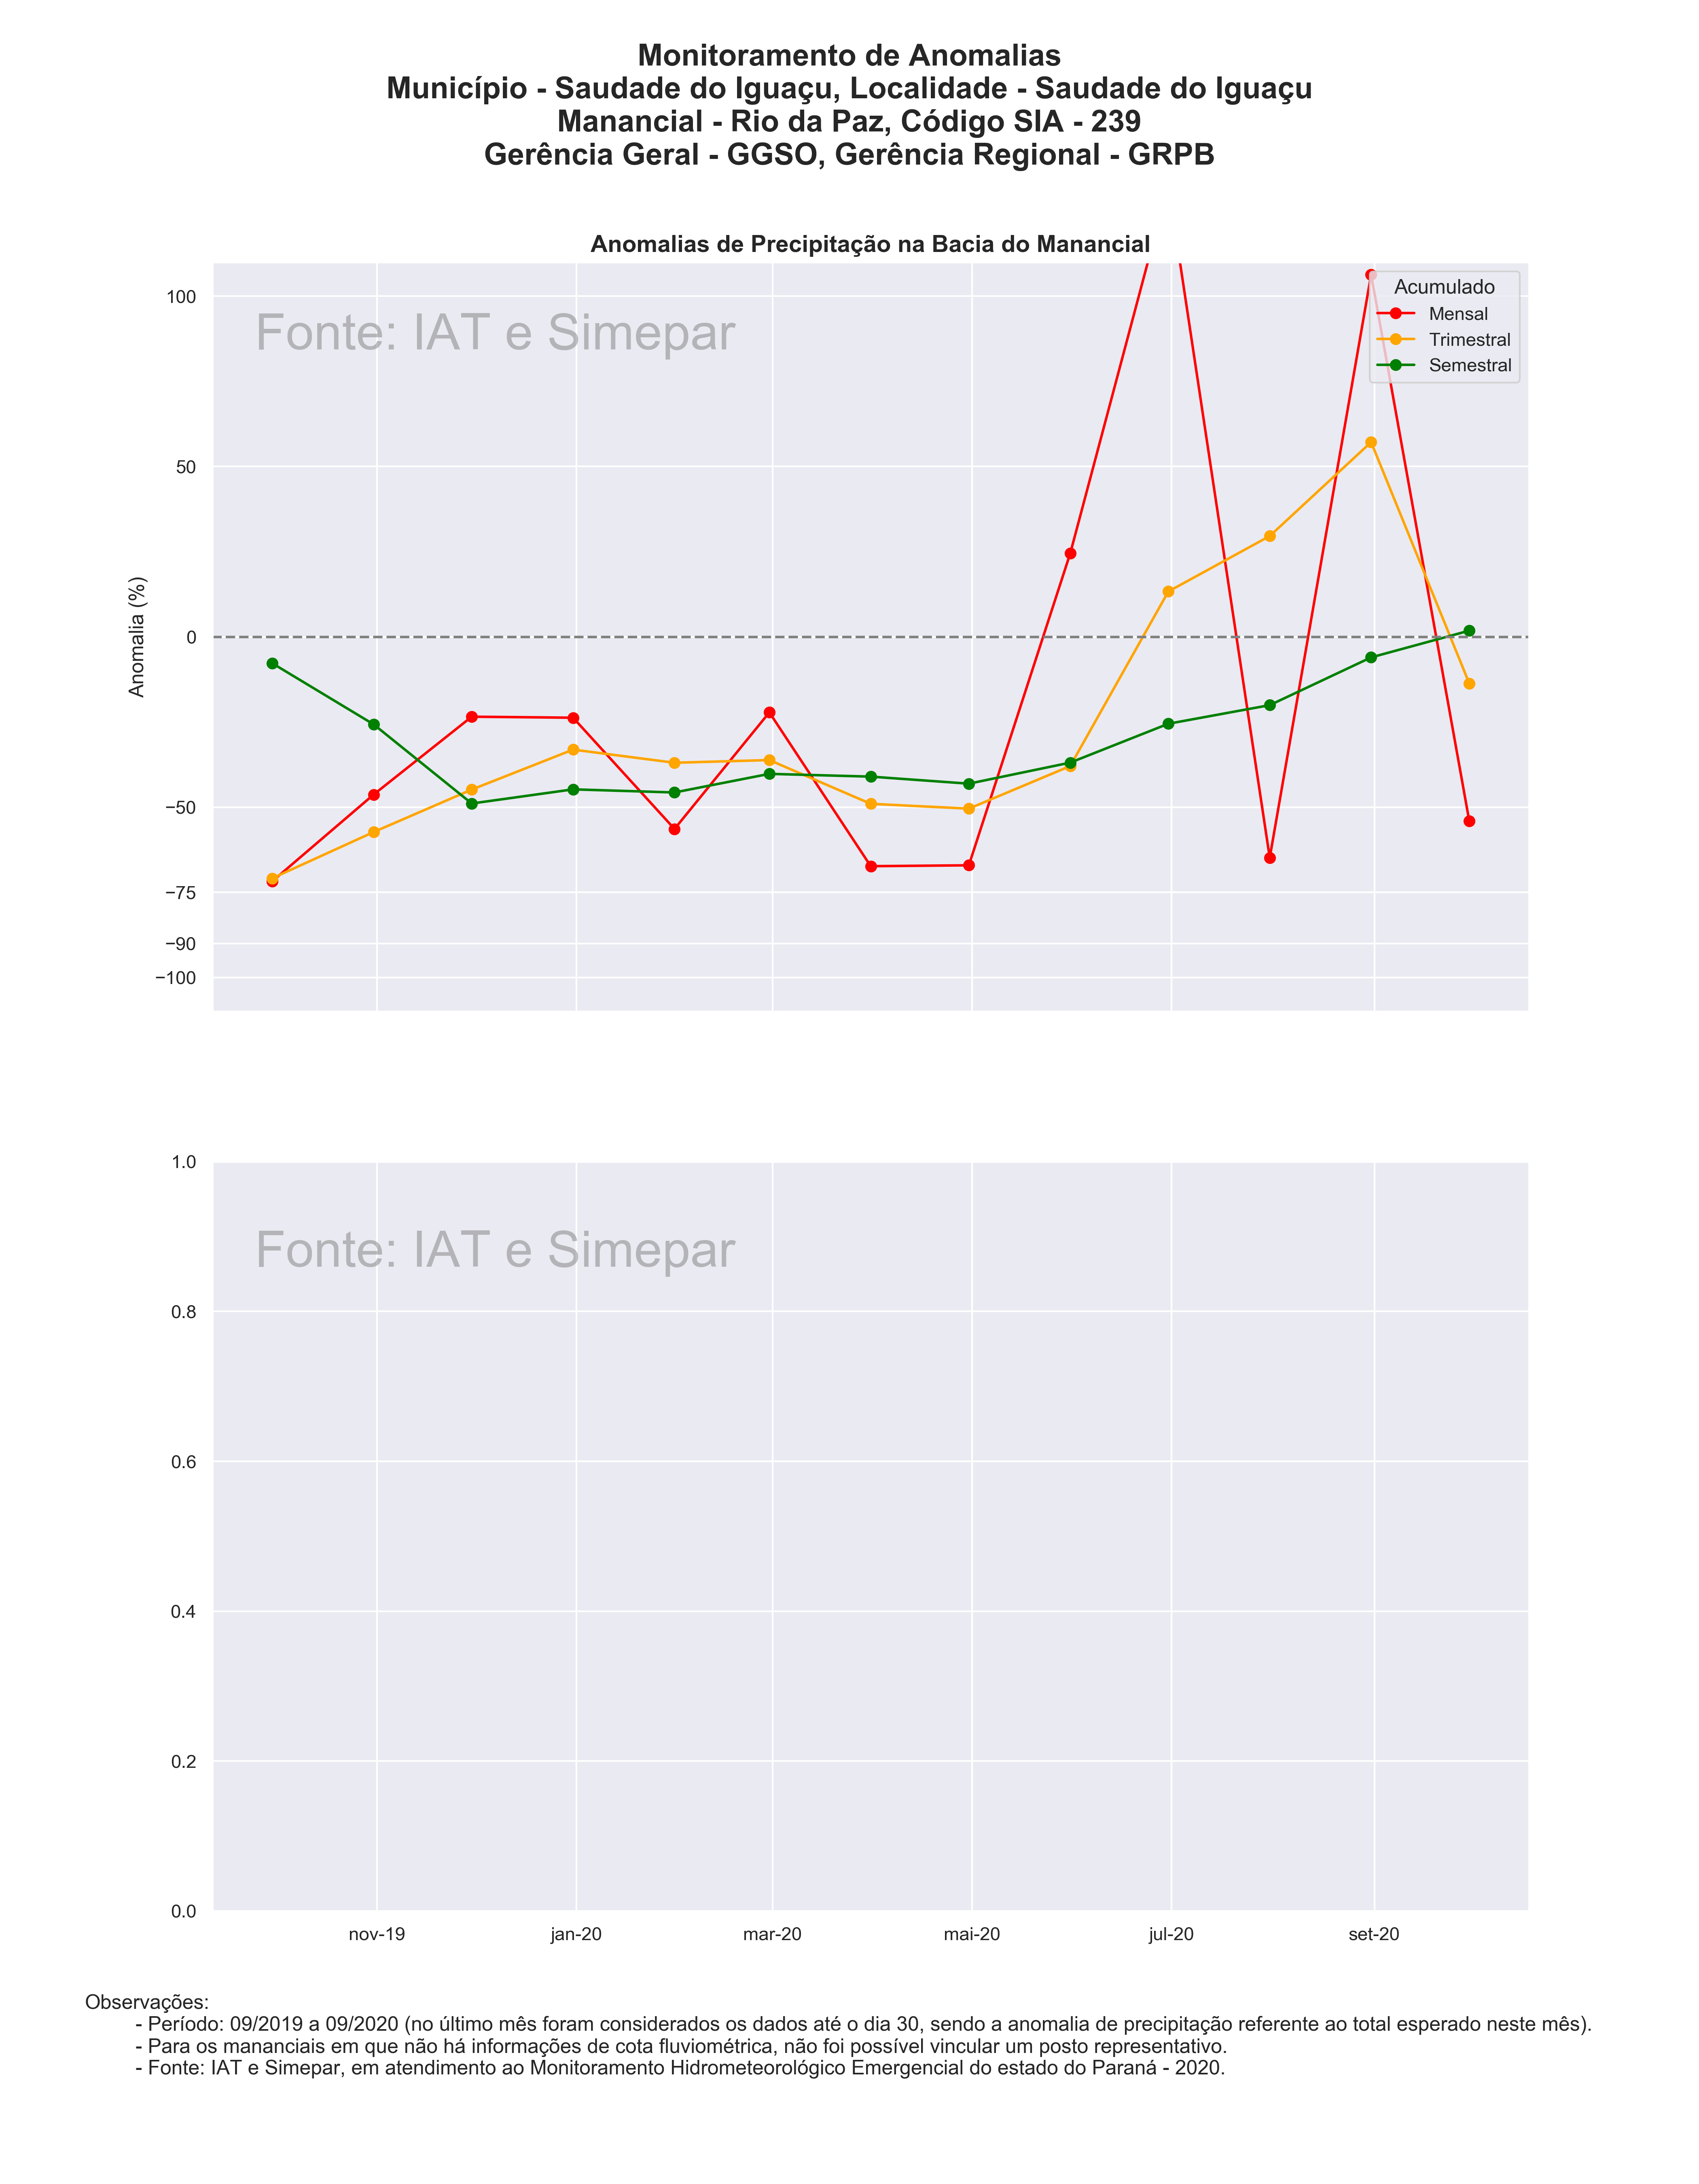 Monitoramento de Anomalias
Município - Saudade do Iguaçu, Localidade - Saudade do Iguaçu
Manancial - Rio da Paz, Código SIA - 239
Gerência Geral - GGSO, Gerência Regional - GRPB
Anomalias de Precipitação na Bacia do Manancial
Fonte: IAT e Simepar
Acumulado
Mensal
Trimestral
Semestral
Anomalia (%)
100
50
0
−50
−75
−90
−100
Fonte: IAT e Simepar
1.0
0.8
0.6
0.4
0.2
0.0
nov-19 jan-20 mar-20 mai-20 jul-20 set-20
Observações:
- Período: 09/2019 a 09/2020 (no último mês foram considerados os dados até o dia 30, sendo a anomalia de precipitação referente ao total esperado neste mês).
- Para os mananciais em que não há informações de cota fluviométrica, não foi possível vincular um posto representativo.
- Fonte: IAT e Simepar, em atendimento ao Monitoramento Hidrometeorológico Emergencial do estado do Paraná - 2020.